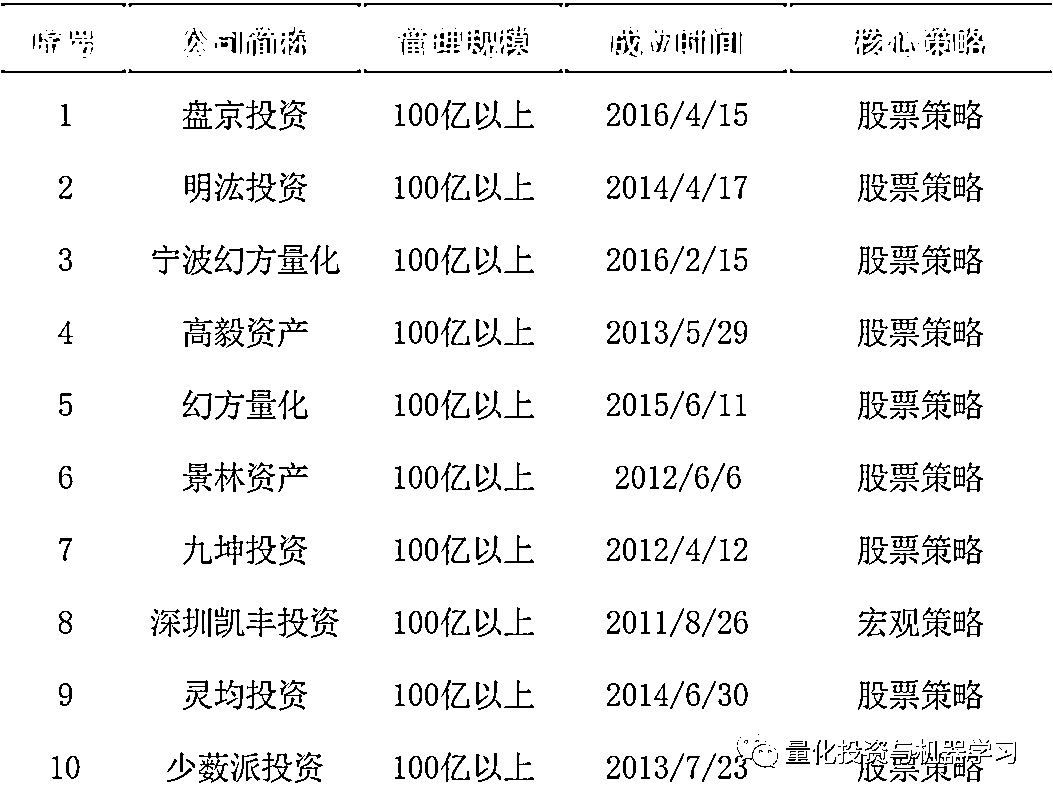 序号 公司简称 管理规模 成立时间 核心策略
1 盘京投资 100亿以上 2016/4/15 股票策略
2 明汯投资 100亿以上 2014/4/17 股票策略
3 宁波幻方量化 100亿以上 2016/2/15 股票策略
4 高毅资产 100亿以上 2013/5/29 股票策略
5 幻方量化 100亿以上 2015/6/11 股票策略
6 景林资产 100亿以上 2012/6/6 股票策略
7 九坤投资 100亿以上 2012/4/12 股票策略
8 深圳凯丰投资 100亿以上 2011/8/26 宏观策略
9 灵均投资 100亿以上 2014/6/30 股票策略
10 少薮派投资 100亿以上 2013/7/23 股票策略
量化投资与机器学习